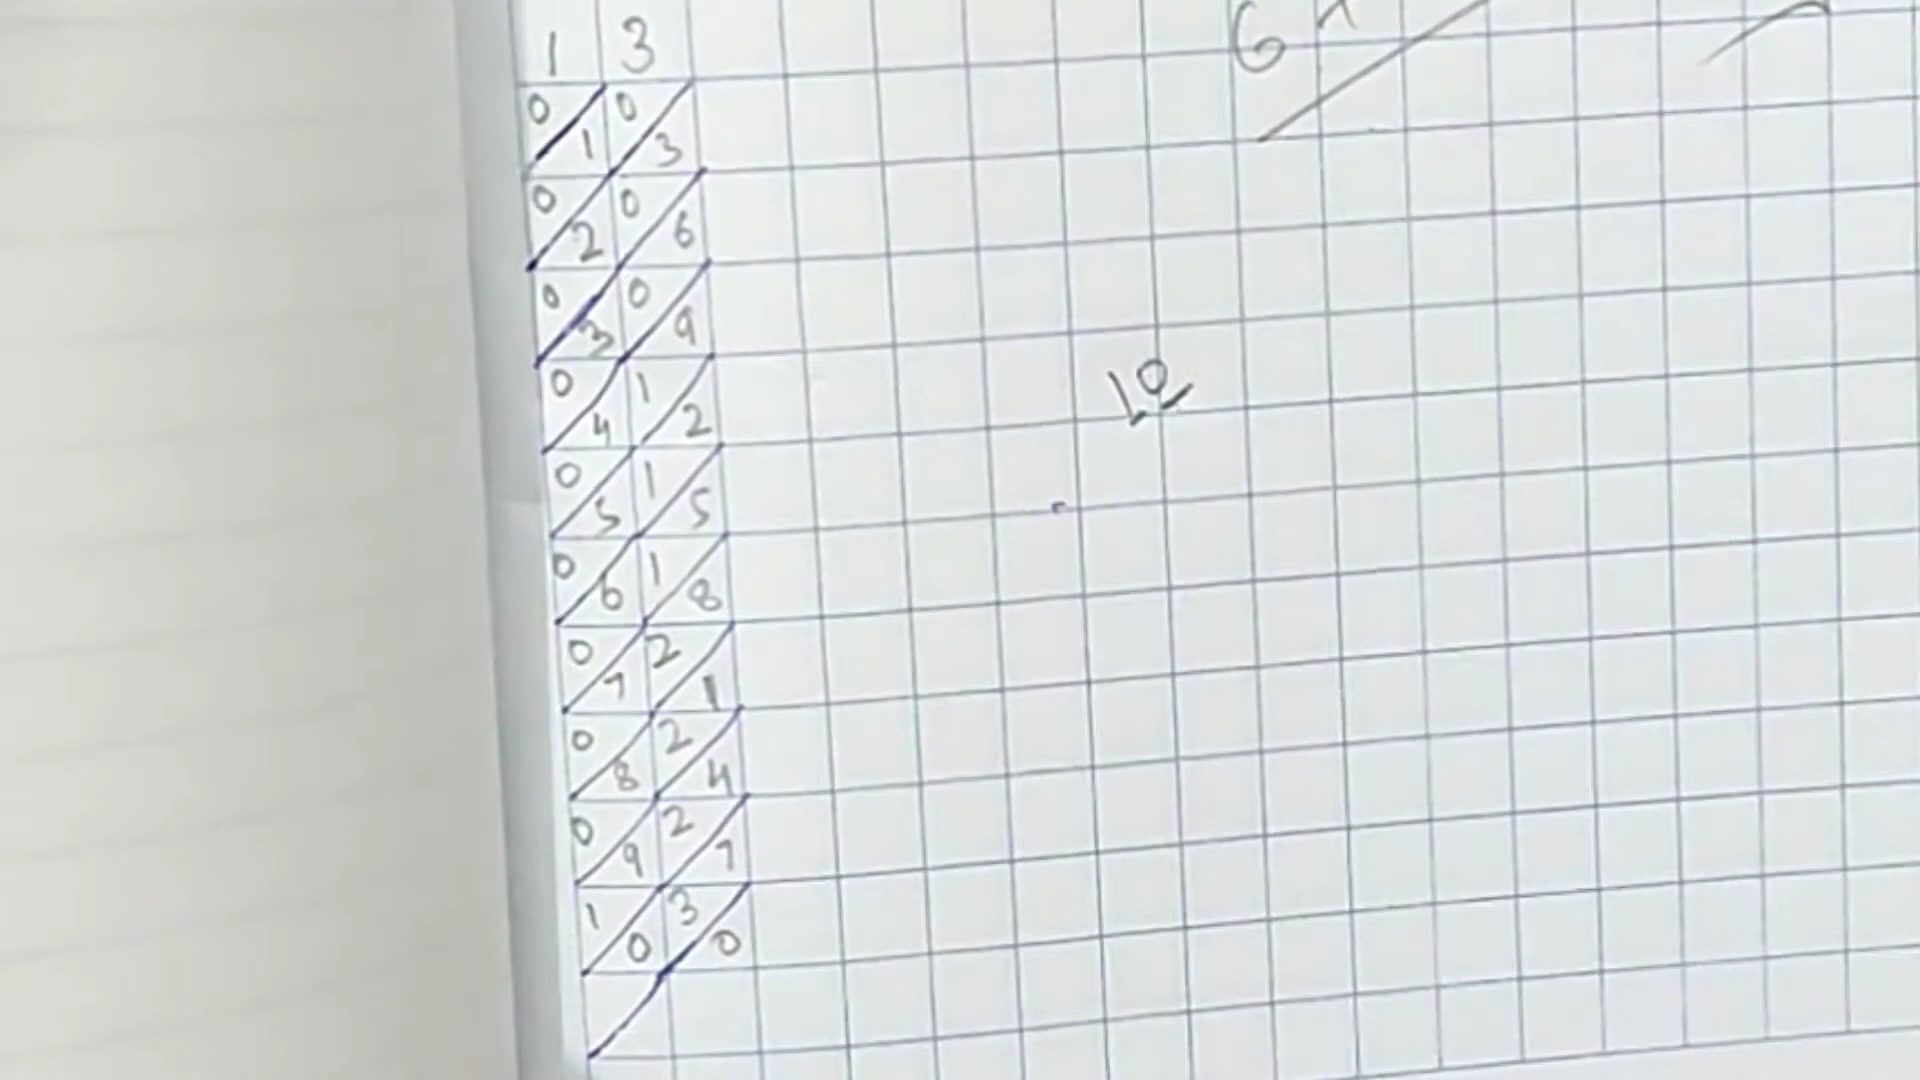 1 3
6
0 1 0 3
0 2 0 6
0 3 0 9
0 4 1 2
0 5 1 5
0 6 1 8
0 7 2 1
0 8 2 4
0 9 2 7
1 0 3 0